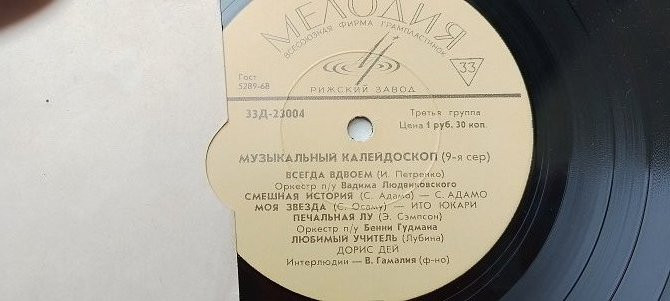 МЕЛОДИЯ
ВСЕСОЮЗНАЯ ФИРМА ГРАМПЛАСТИНОК
33
РИЖСКИЙ ЗАВОД
Гост
5289-68
33Д-23004
Третья группа
Цена 1 руб. 30 коп.
МУЗЫКАЛЬНЫЙ КАЛЕЙДОСКОП (9-я сер)
ВСЕГДА ВДВОЕМ (И. Петренко)
Оркестр п/у Вадима Людвиковского
СМЕШНАЯ ИСТОРИЯ (С. Адамо) — С. АДАМО
МОЯ ЗВЕЗДА (Є. Осаму) — ИТО ЮКАРИ
ПЕЧАЛЬНАЯ ЛУ (Э. Сэмпсон)
Оркестр п/у Бенни Гудмана
ЛЮБИМЫЙ УЧИТЕЛЬ (Лубина)
ДОРИС ДЕЙ
Интерлюдии — В. Гамалия (ф-но)